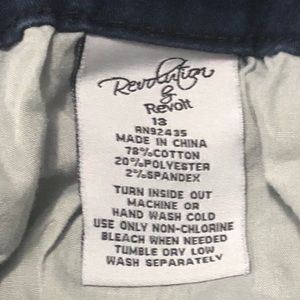 Revolution
&
Revolt
13
RN92435
MADE IN CHINA
78%COTTON
20%POLYESTER
2%SPANDEX
TURN INSIDE OUT
MACHINE OR
HAND WASH COLD
USE ONLY NON-CHLORINE
BLEACH WHEN NEEDED
TUMBLE DRY LOW
WASH SEPARATELY